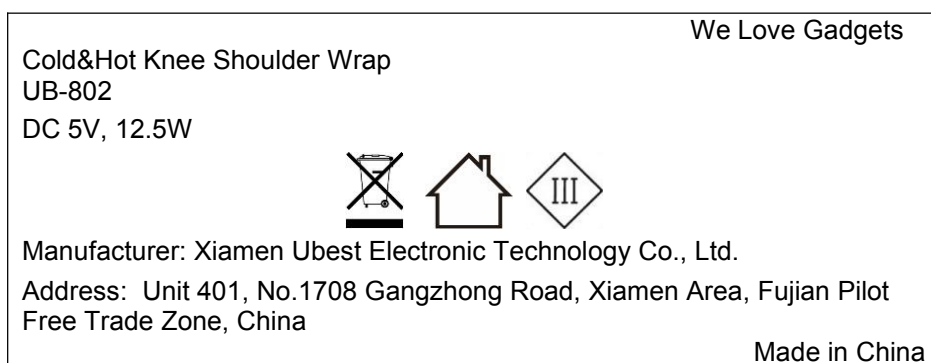 We Love Gadgets
Cold&Hot Knee Shoulder Wrap
UB-802
DC 5V, 12.5W
III
Manufacturer: Xiamen Ubest Electronic Technology Co., Ltd.
Address: Unit 401, No.1708 Gangzhong Road, Xiamen Area, Fujian Pilot
Free Trade Zone, China
Made in China